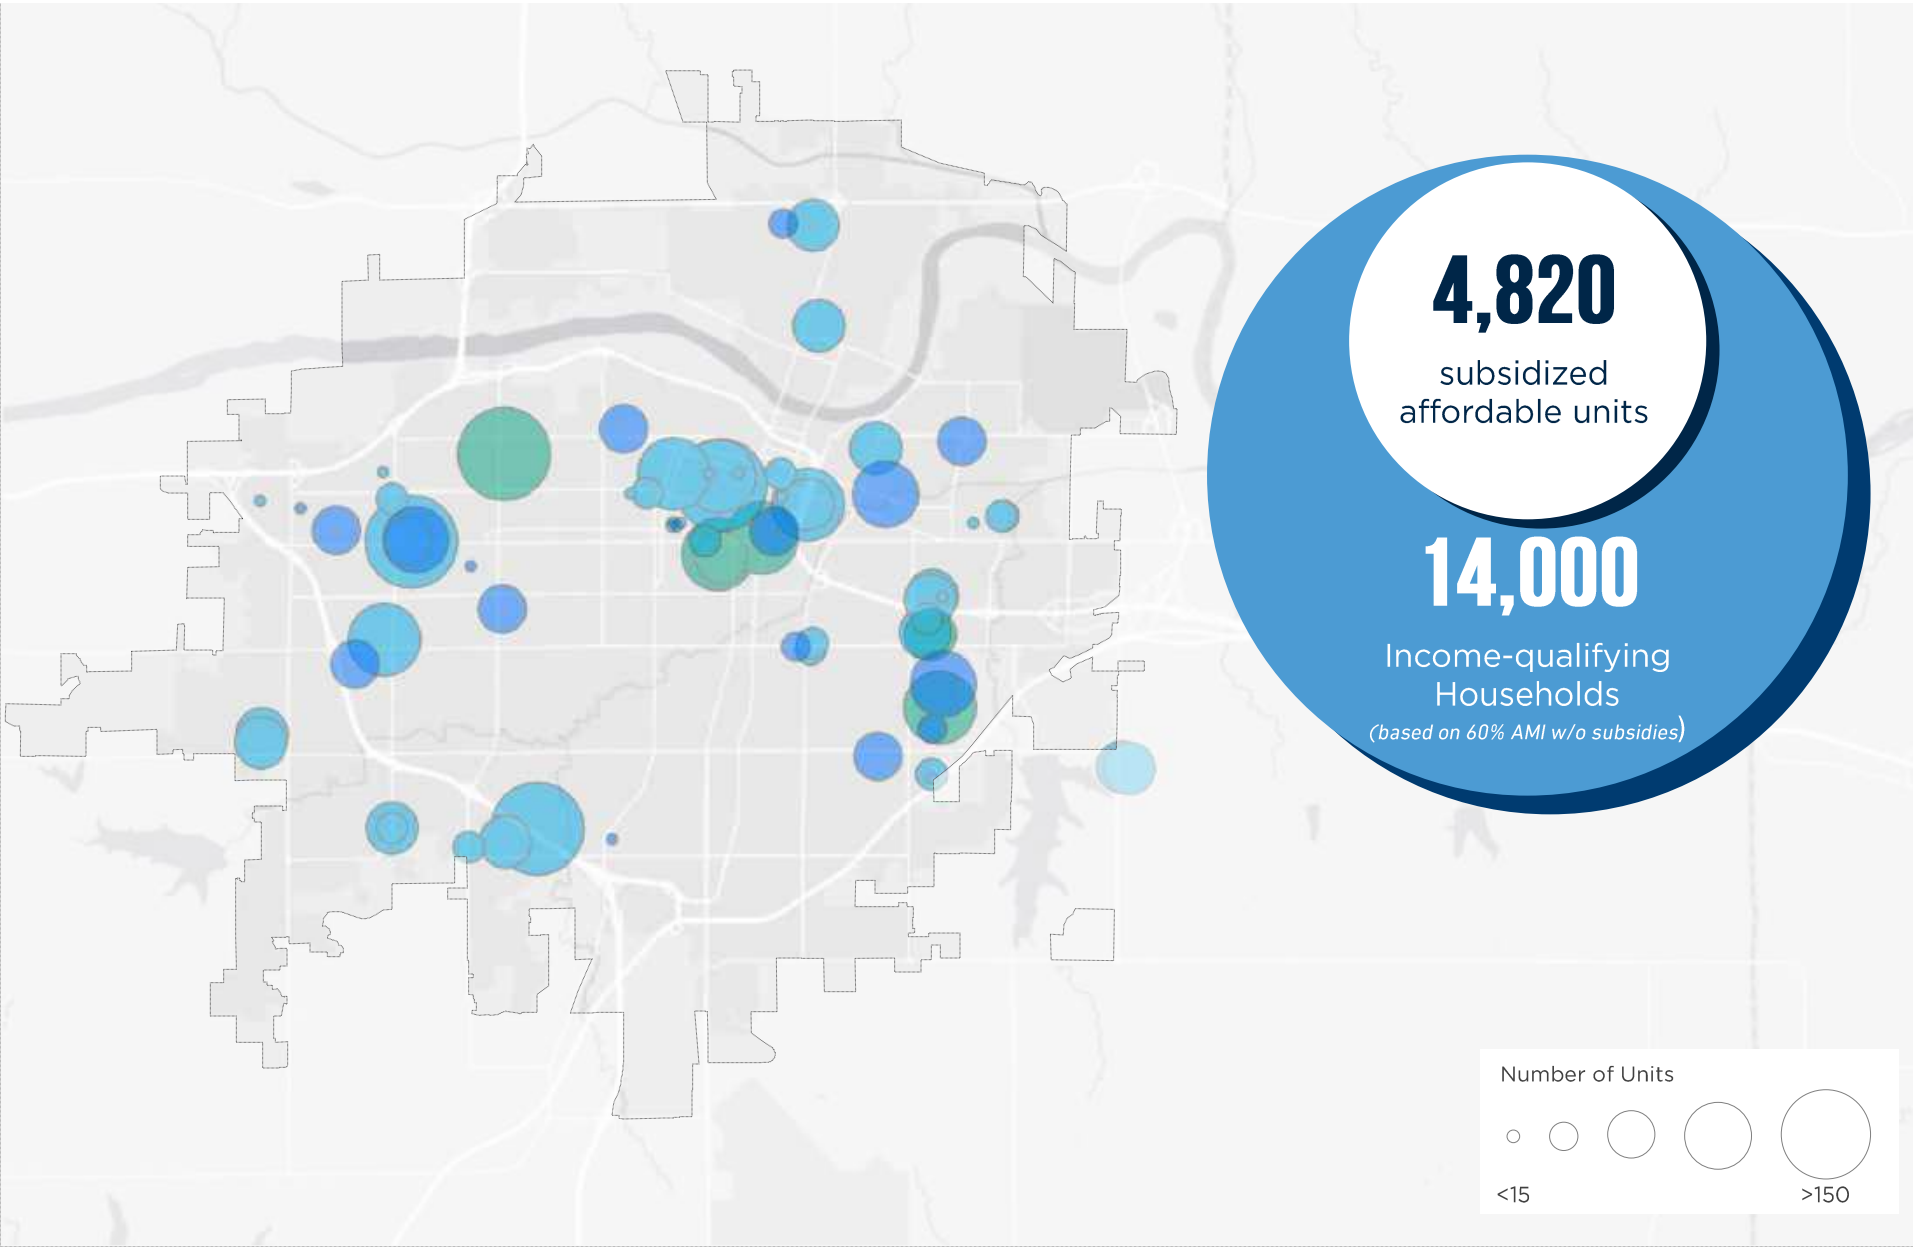 4,820
subsidized
affordable units
14,000
Income-qualifying
Households
(based on 60% AMI w/o subsidies)
Number of Units
<15
>150